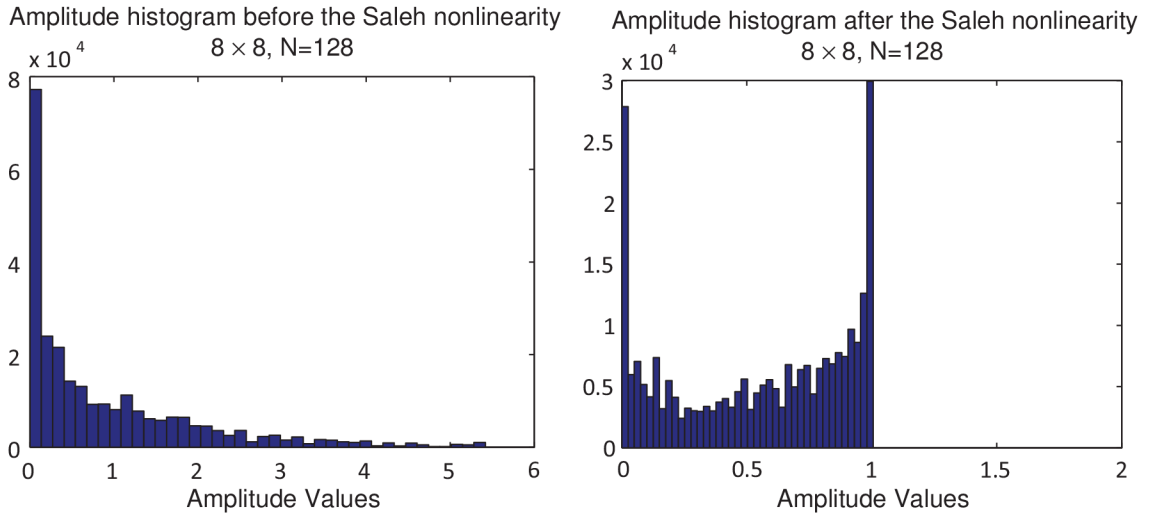 Amplitude histogram before the Saleh nonlinearity
8 × 8, N=128
x 10 4
8
6
4
2
0
0 1 2 3 4 5 6
Amplitude Values
Amplitude histogram after the Saleh nonlinearity
8 × 8, N=128
x 10 4
3
2.5
2
1.5
1
0.5
0
0 0.5 1 1.5 2
Amplitude Values